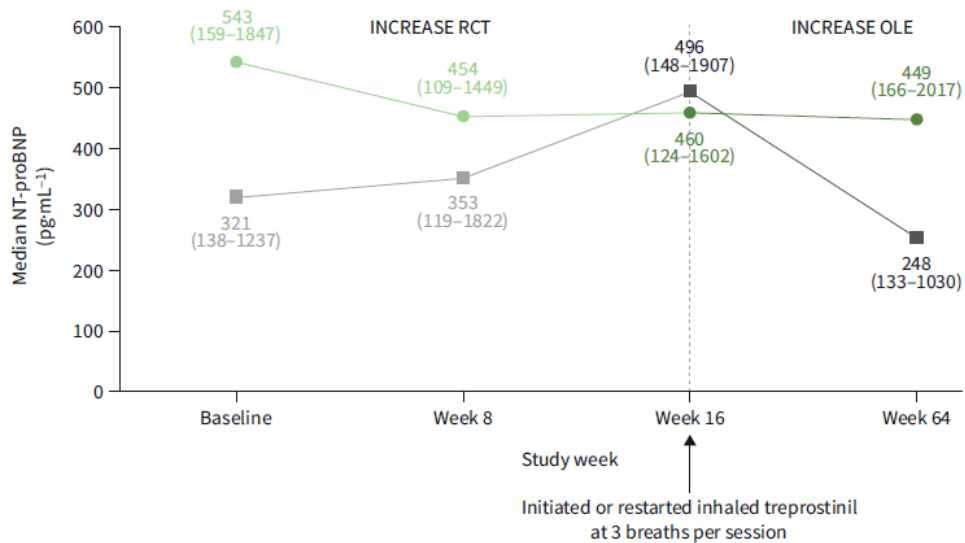 INCREASE RCT
INCREASE OLE
Median NT-proBNP
(pg·mL⁻¹)
600
500
400
300
200
100
0
543
(159–1847)
454
(109–1449)
496
(148–1907)
449
(166–2017)
460
(124–1602)
321
(138–1237)
353
(119–1822)
248
(133–1030)
Baseline
Week 8
Week 16
Week 64
Study week
Initiated or restarted inhaled treprostinil
at 3 breaths per session